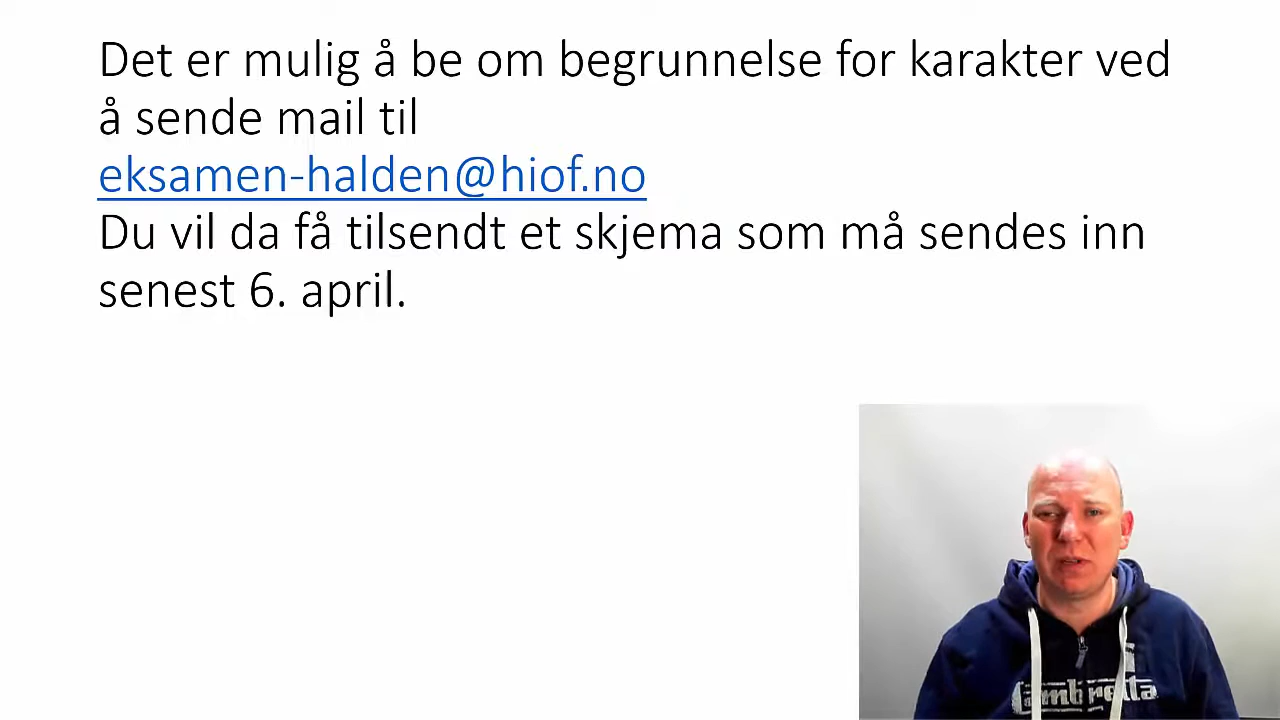 Det er mulig å be om begrunnelse for karakter ved
å sende mail til
eksamen-halden@hiof.no
Du vil da få tilsendt et skjema som må sendes inn
senest 6. april.
Lambretta